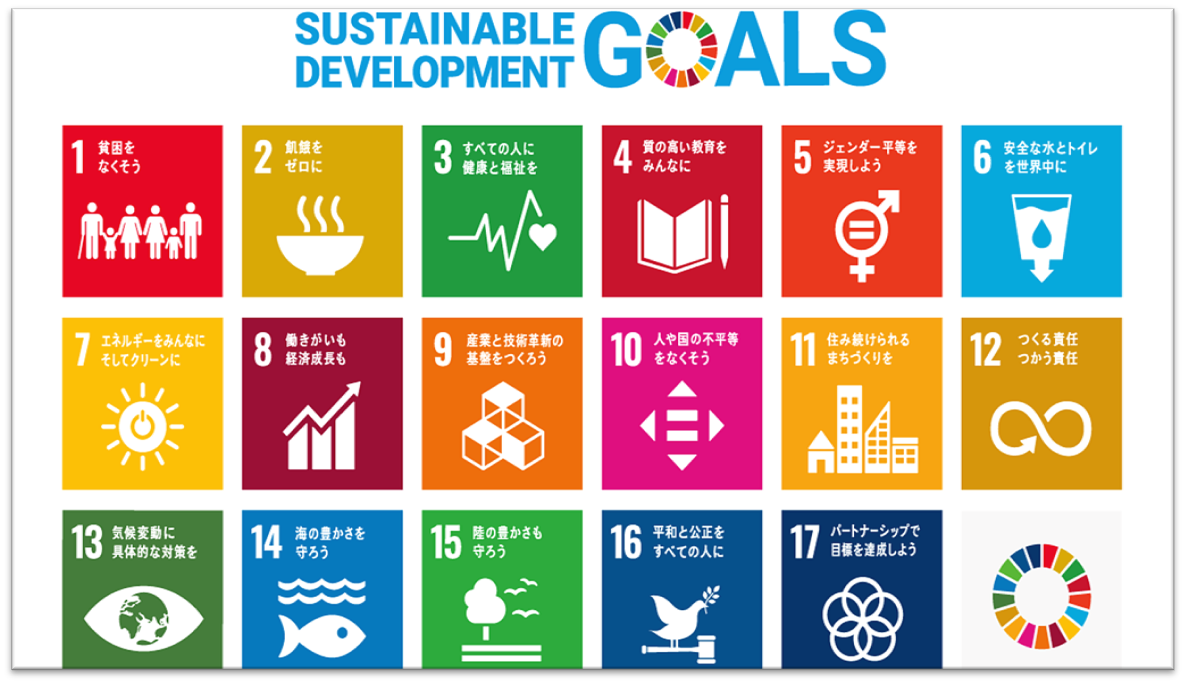 SUSTAINABLE
DEVELOPMENT
GOALS
1
貧困を
なくそう
2
飢餓を
ゼロに
3
すべての人に
健康と福祉を
4
質の高い教育を
みんなに
5
ジェンダー平等を
実現しよう
6
安全な水とトイレ
を世界中に
7
エネルギーをみんなに
そしてクリーンに
8
働きがいも
経済成長も
9
産業と技術革新の
基盤をつくろう
10
人や国の不平等
をなくそう
11
住み続けられる
まちづくりを
12
つくる責任
つかう責任
13
気候変動に
具体的な対策を
14
海の豊かさを
守ろう
15
陸の豊かさも
守ろう
16
平和と公正を
すべての人に
17
パートナーシップで
目標を達成しよう